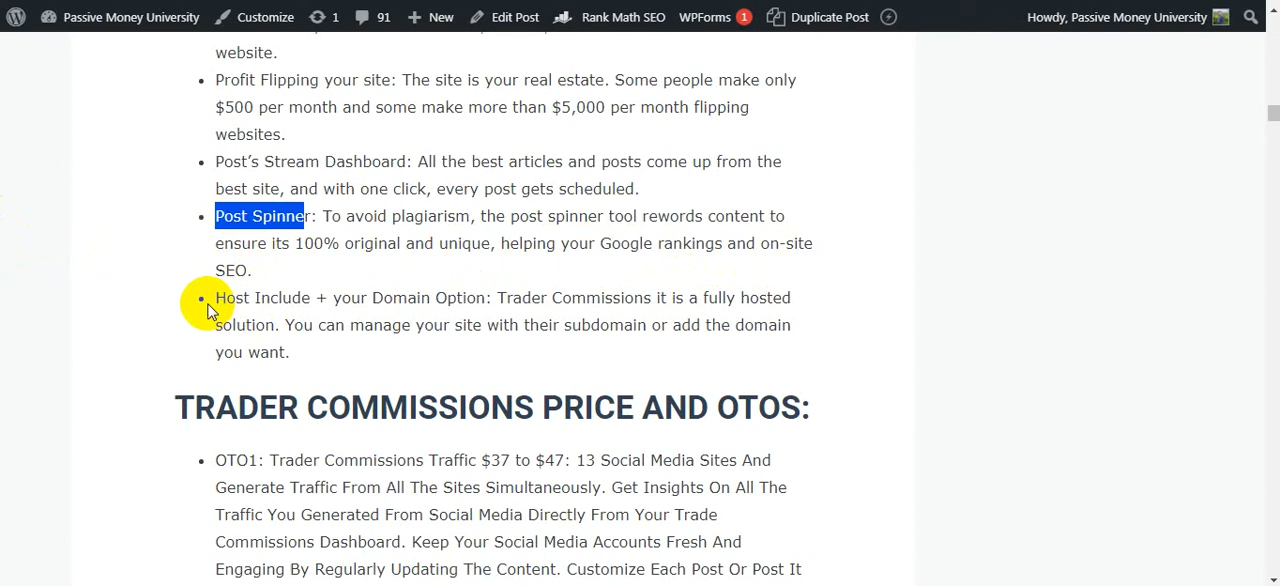 Passive Money University Customize 1 91 New Edit Post Rank Math SEO WPForms 1 Duplicate Post Howdy, Passive Money University
website.
Profit Flipping your site: The site is your real estate. Some people make only
$500 per month and some make more than $5,000 per month flipping
websites.
Post’s Stream Dashboard: All the best articles and posts come up from the
best site, and with one click, every post gets scheduled.
Post Spinner: To avoid plagiarism, the post spinner tool rewords content to
ensure its 100% original and unique, helping your Google rankings and on-site
SEO.
Host Include + your Domain Option: Trader Commissions it is a fully hosted
solution. You can manage your site with their subdomain or add the domain
you want.
TRADER COMMISSIONS PRICE AND OTOS:
OTO1: Trader Commissions Traffic $37 to $47: 13 Social Media Sites And
Generate Traffic From All The Sites Simultaneously. Get Insights On All The
Traffic You Generated From Social Media Directly From Your Trade
Commissions Dashboard. Keep Your Social Media Accounts Fresh And
Engaging By Regularly Updating The Content. Customize Each Post Or Post It